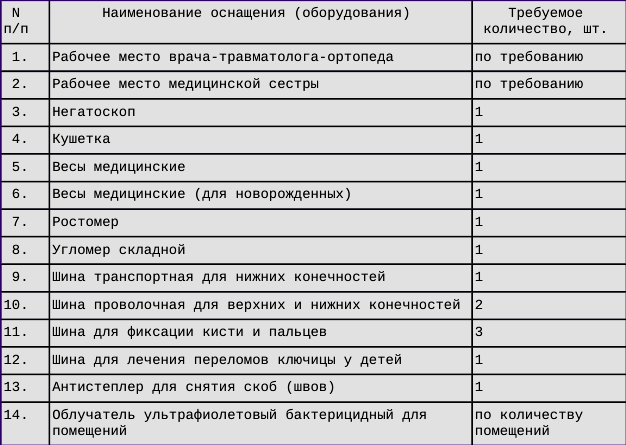 N Наименование оснащения (оборудования) Требуемое
п/п количество, шт.
1. Рабочее место врача-травматолога-ортопеда по требованию
2. Рабочее место медицинской сестры по требованию
3. Негатоскоп 1
4. Кушетка 1
5. Весы медицинские 1
6. Весы медицинские (для новорожденных) 1
7. Ростомер 1
8. Угломер складной 1
9. Шина транспортная для нижних конечностей 1
10. Шина проволочная для верхних и нижних конечностей 2
11. Шина для фиксации кисти и пальцев 3
12. Шина для лечения переломов ключицы у детей 1
13. Антистеплер для снятия скоб (швов) 1
14. Облучатель ультрафиолетовый бактерицидный для по количеству
помещений помещений